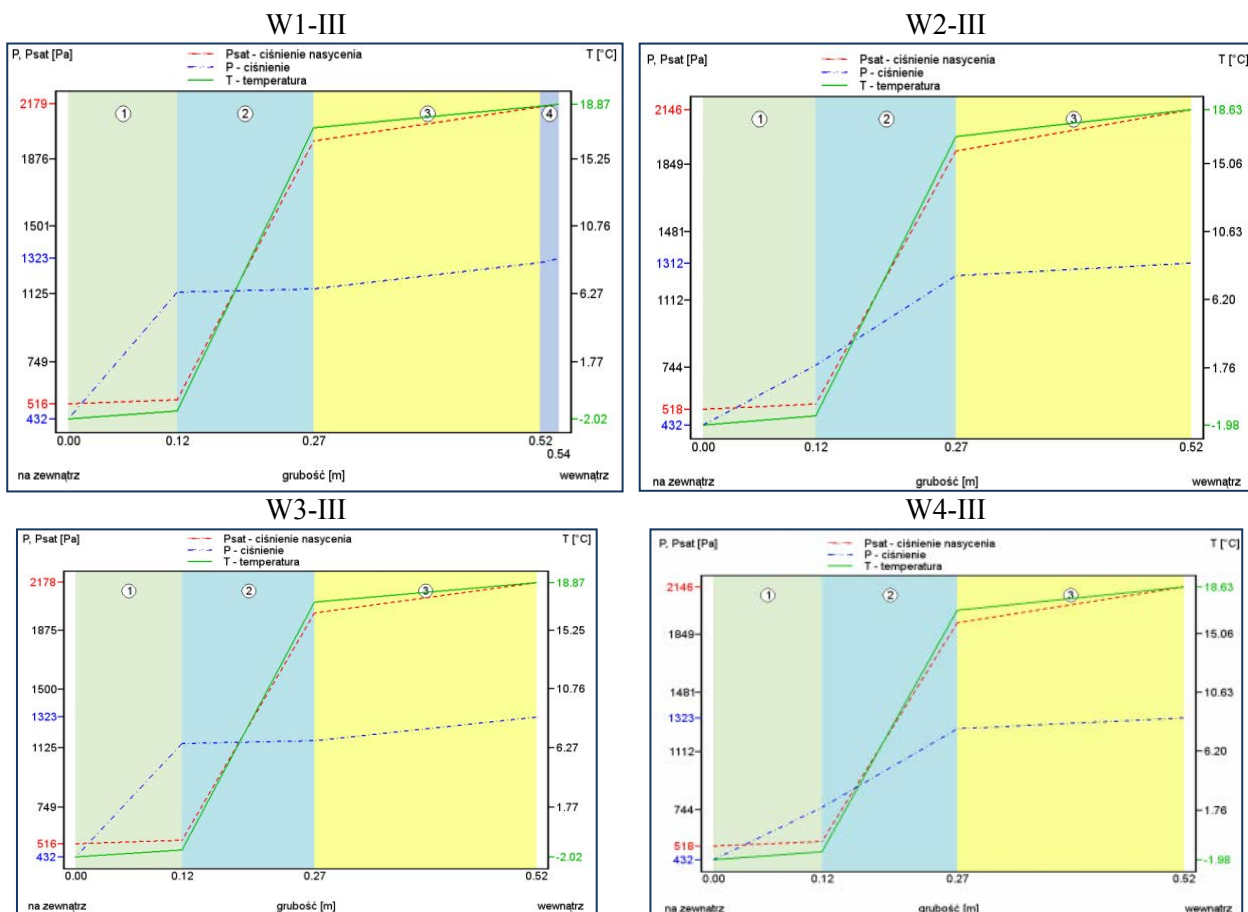 W1-III
P, Psat [Pa]
Psat - ciśnienie nasycenia
P - ciśnienie
T - temperatura
T [°C]
1
2
3
4
2179
1876
1501
1323
1125
749
516
432
18.87
15.25
10.76
6.27
1.77
-2.02
0.00
0.12
0.27
0.52
0.54
na zewnątrz
grubość [m]
wewnątrz
W2-III
P, Psat [Pa]
Psat - ciśnienie nasycenia
P - ciśnienie
T - temperatura
T [°C]
1
2
3
2146
1849
1481
1312
1112
744
518
432
18.63
15.06
10.63
6.20
1.76
-1.98
0.00
0.12
0.27
0.52
na zewnątrz
grubość [m]
wewnątrz
W3-III
P, Psat [Pa]
Psat - ciśnienie nasycenia
P - ciśnienie
T - temperatura
T [°C]
1
2
3
2178
1875
1500
1323
1125
749
516
432
18.87
15.25
10.76
6.27
1.77
-2.02
0.00
0.12
0.27
0.52
na zewnątrz
grubość [m]
wewnątrz
W4-III
P, Psat [Pa]
Psat - ciśnienie nasycenia
P - ciśnienie
T - temperatura
T [°C]
1
2
3
2146
1849
1481
1323
1112
744
518
432
18.63
15.06
10.63
6.20
1.76
-1.98
0.00
0.12
0.27
0.52
na zewnątrz
grubość [m]
wewnątrz